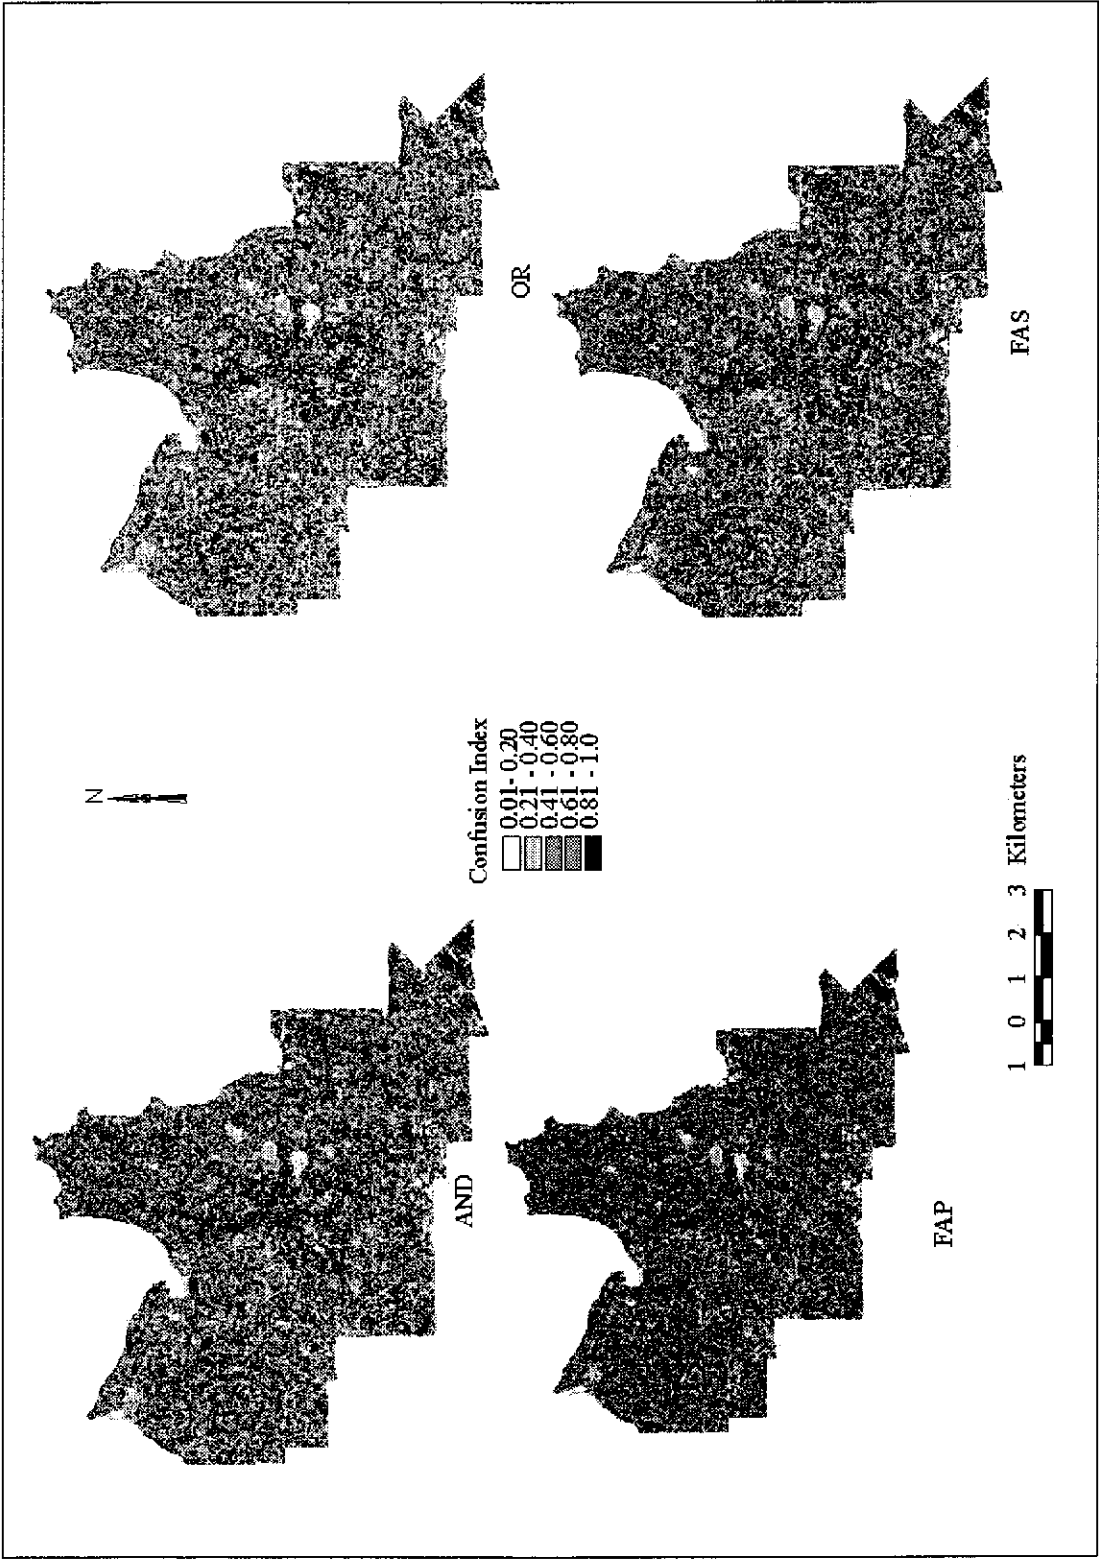 N
OR
AND
Confusion Index
0.01- 0.20
0.21 - 0.40
0.41 - 0.60
0.61 - 0.80
0.81 - 1.0
FAS
FAP
1 0 1 2 3 Kilometers